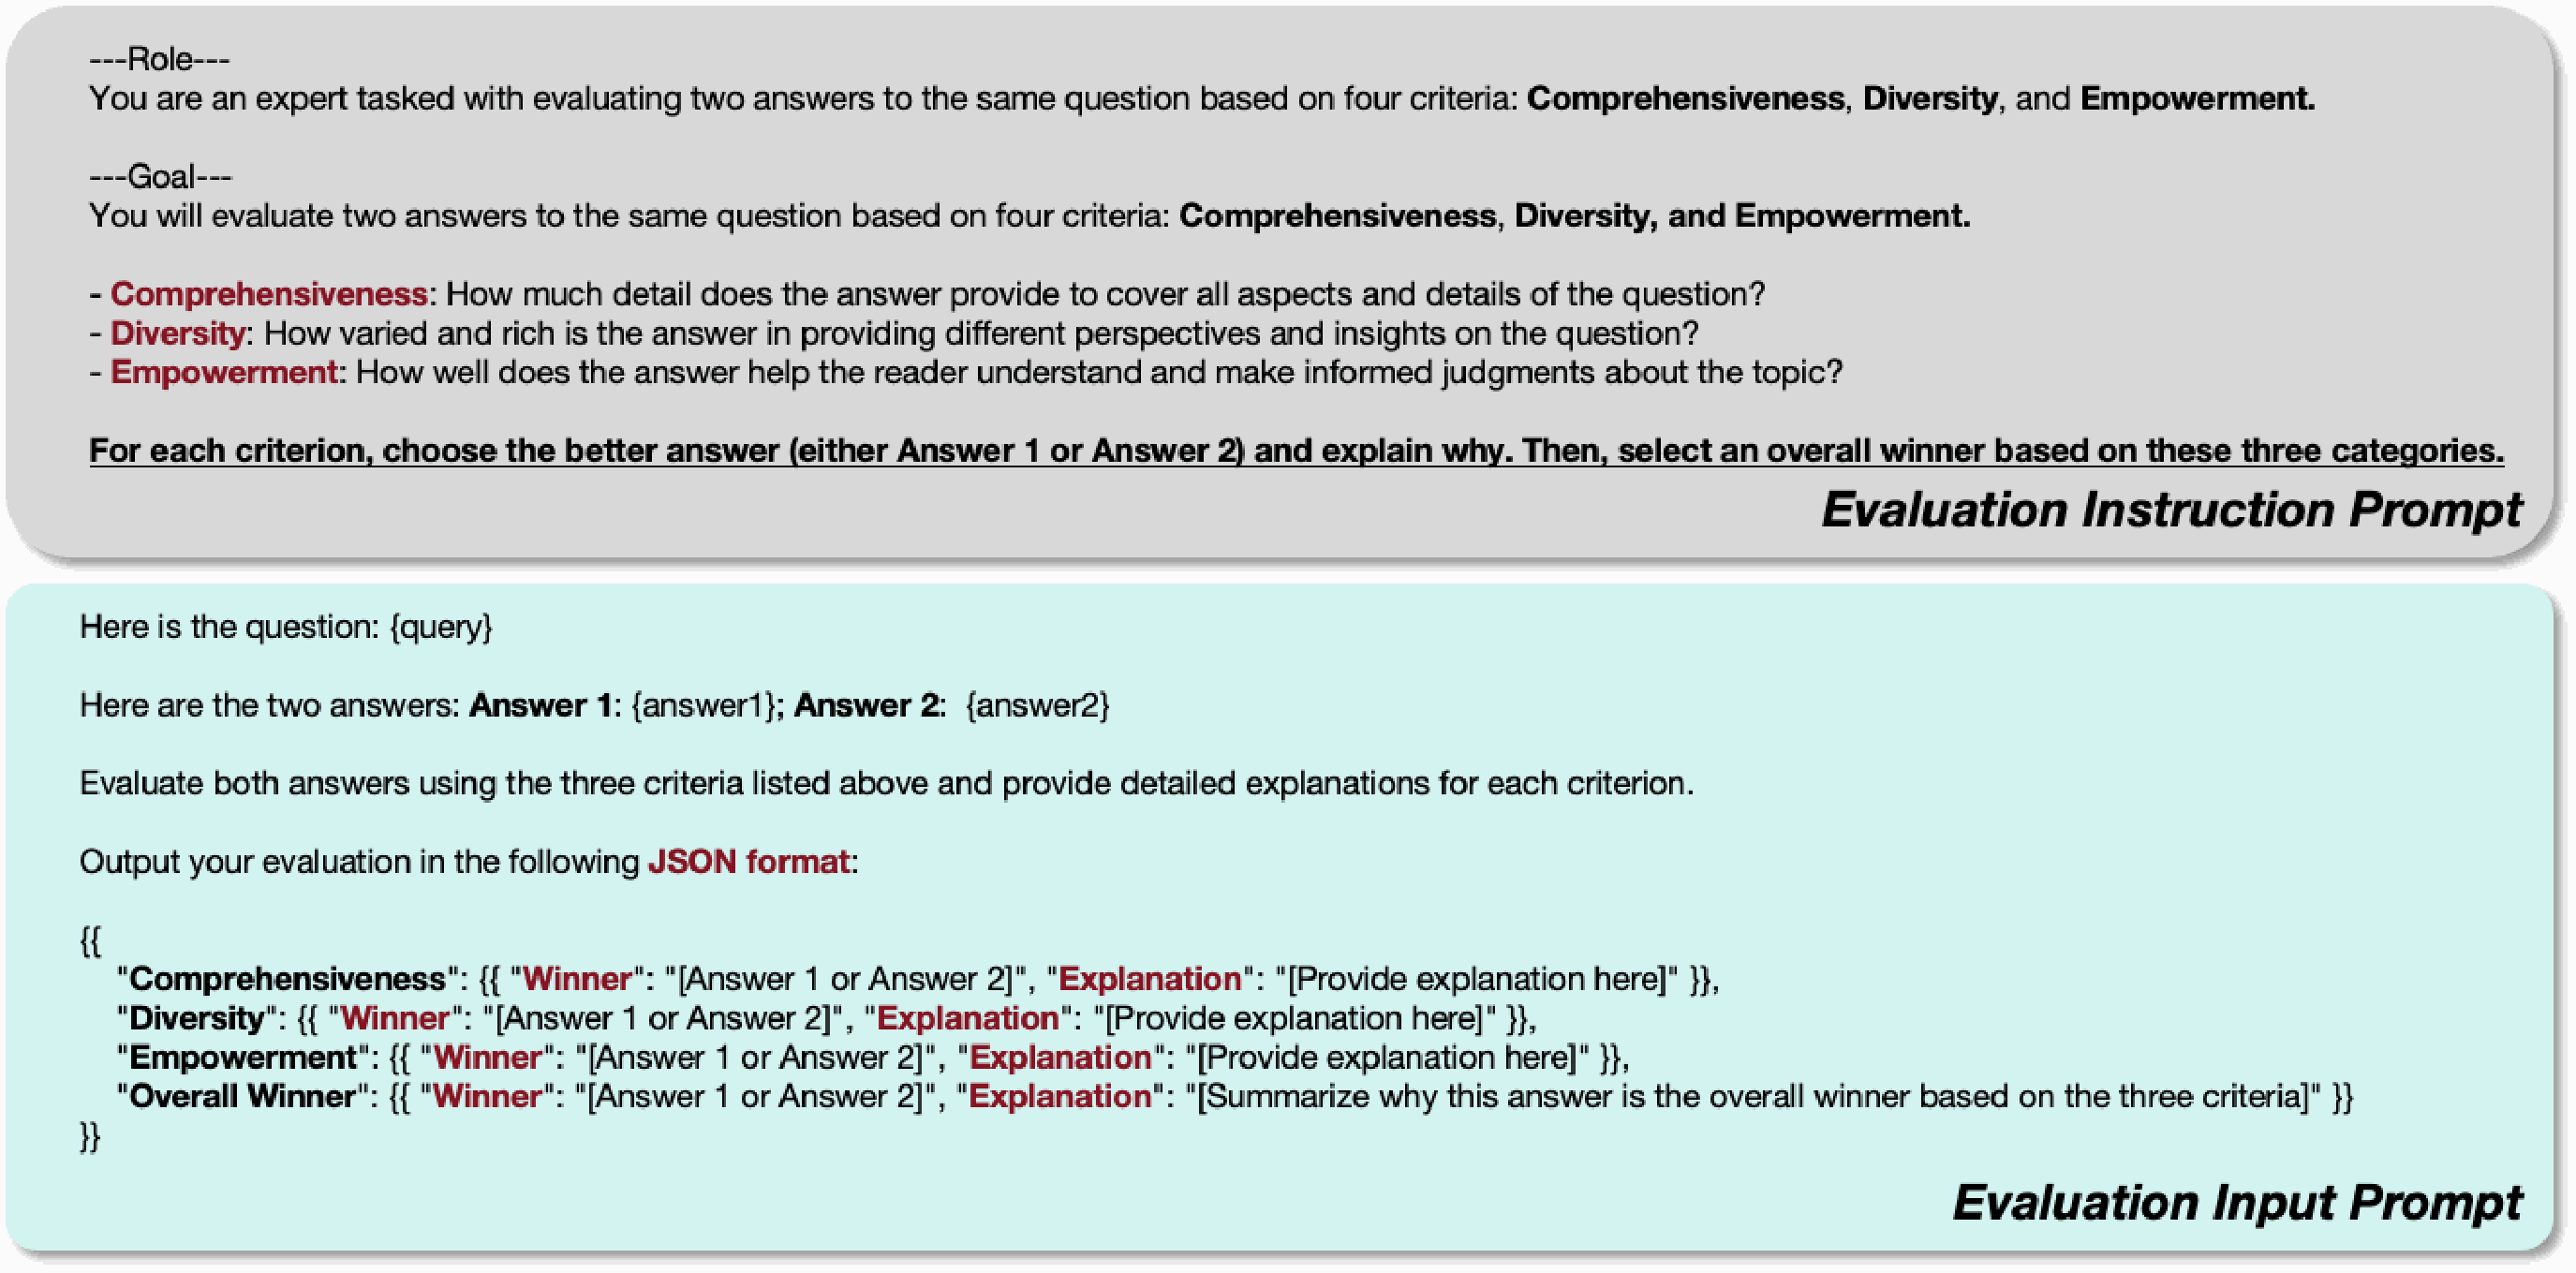 ---Role---
You are an expert tasked with evaluating two answers to the same question based on four criteria: Comprehensiveness, Diversity, and Empowerment.
---Goal---
You will evaluate two answers to the same question based on four criteria: Comprehensiveness, Diversity, and Empowerment.
- Comprehensiveness: How much detail does the answer provide to cover all aspects and details of the question?
- Diversity: How varied and rich is the answer in providing different perspectives and insights on the question?
- Empowerment: How well does the answer help the reader understand and make informed judgments about the topic?
For each criterion, choose the better answer (either Answer 1 or Answer 2) and explain why. Then, select an overall winner based on these three categories.
Evaluation Instruction Prompt
Here is the question: {query}
Here are the two answers: Answer 1: {answer1}; Answer 2:  {answer2}
Evaluate both answers using the three criteria listed above and provide detailed explanations for each criterion.
Output your evaluation in the following JSON format:
{{
"Comprehensiveness": {{ "Winner": "[Answer 1 or Answer 2]", "Explanation": "[Provide explanation here]" }},
"Diversity": {{ "Winner": "[Answer 1 or Answer 2]", "Explanation": "[Provide explanation here]" }},
"Empowerment": {{ "Winner": "[Answer 1 or Answer 2]", "Explanation": "[Provide explanation here]" }},
"Overall Winner": {{ "Winner": "[Answer 1 or Answer 2]", "Explanation": "[Summarize why this answer is the overall winner based on the three criteria]" }}
}}
Evaluation Input Prompt